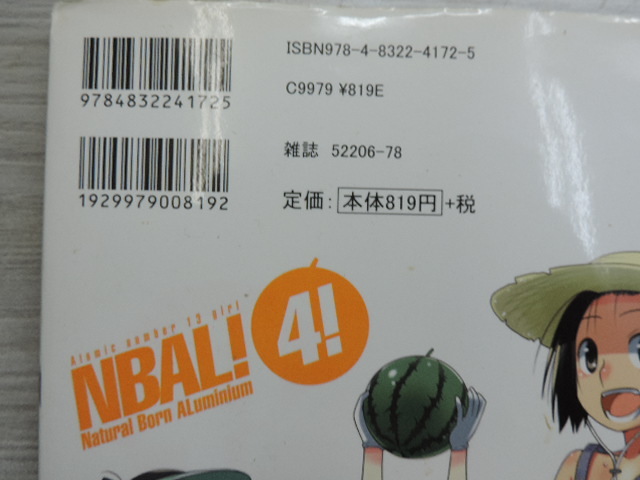 ISBN978-4-8322-4172-5
9784832241725
C9979 ¥819E
雑誌 52206-78
1929979008192
定価: 本体819円+税
Atomic number 13 Girl
NBAL! 4!
Natural Born ALuminium